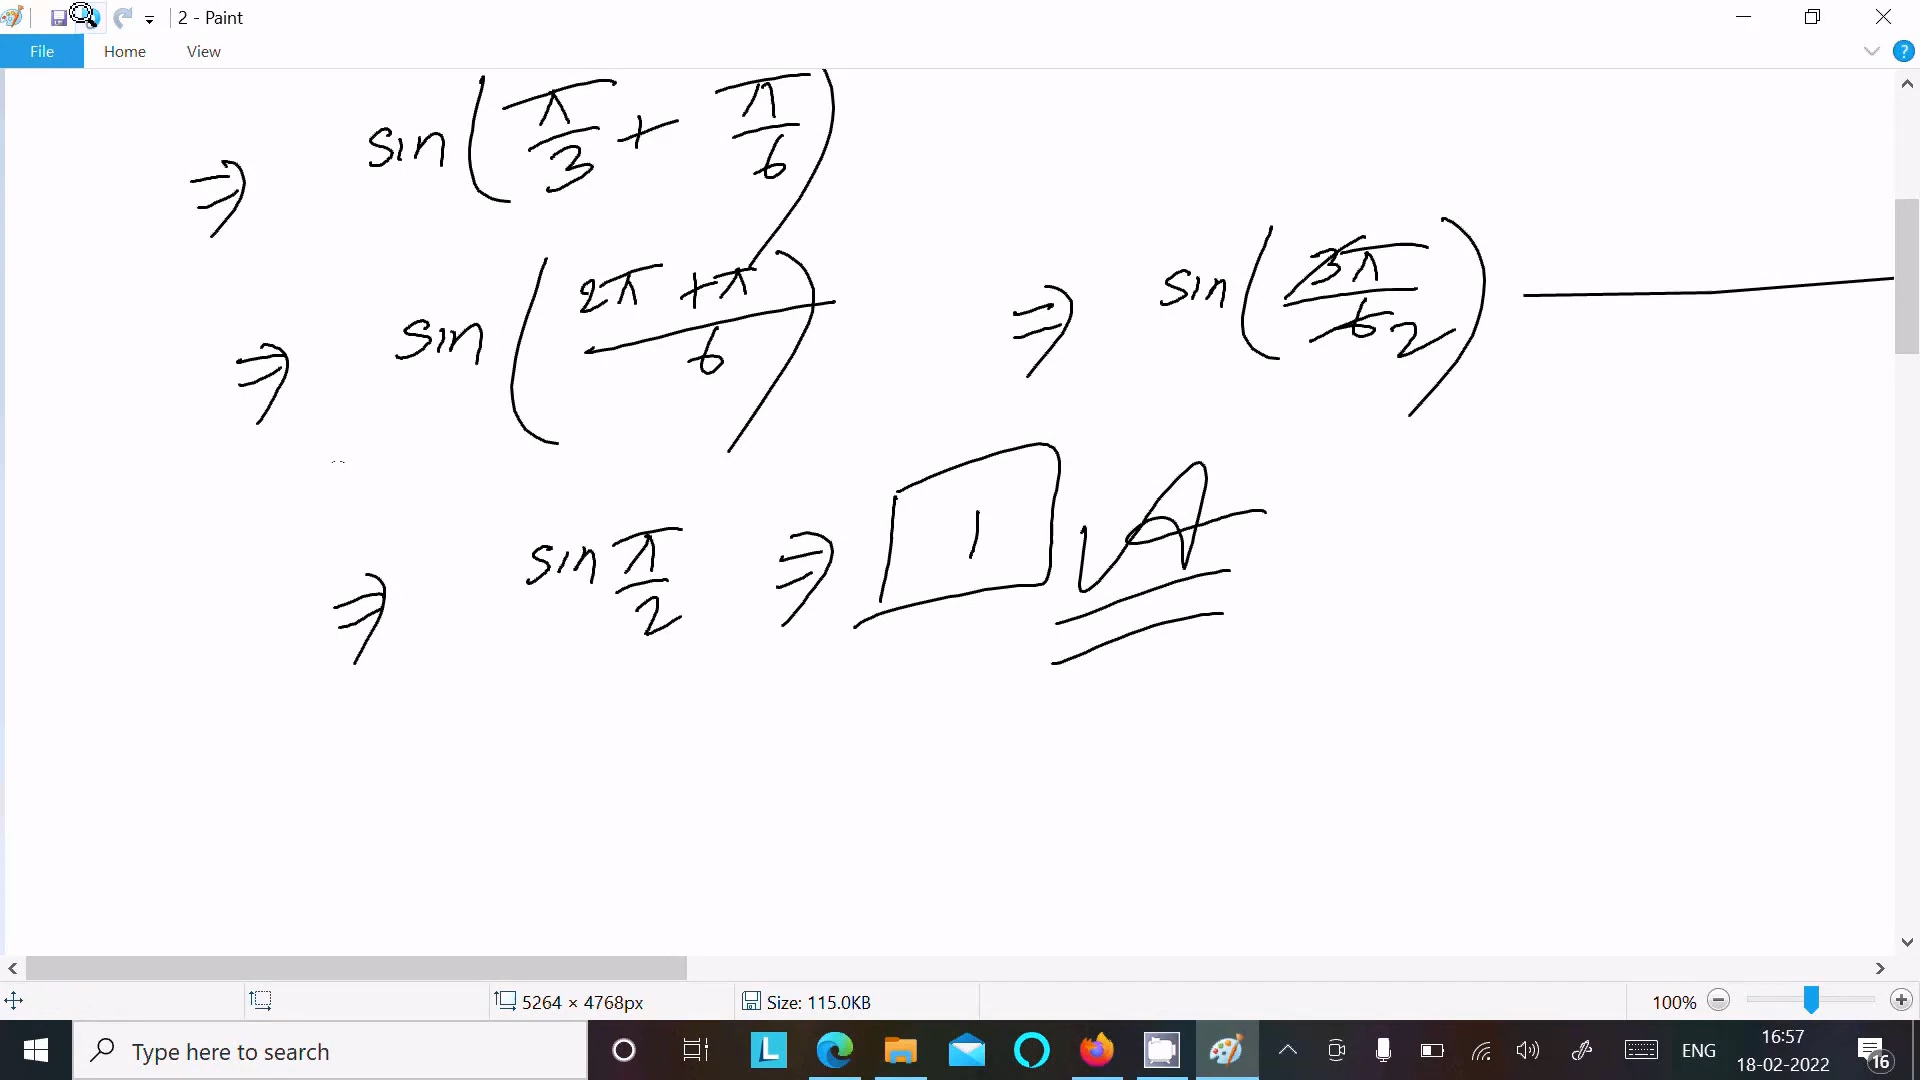 2 - Paint
File Home View
⇒ sin(π/3 + π/6)
⇒ sin((2π + π)/6) ⇒ sin(3π/6 2)
⇒ sin π/2 ⇒ 1
5264 × 4768px Size: 115.0KB 100%
Type here to search
L
ENG
16:57
18-02-2022
16